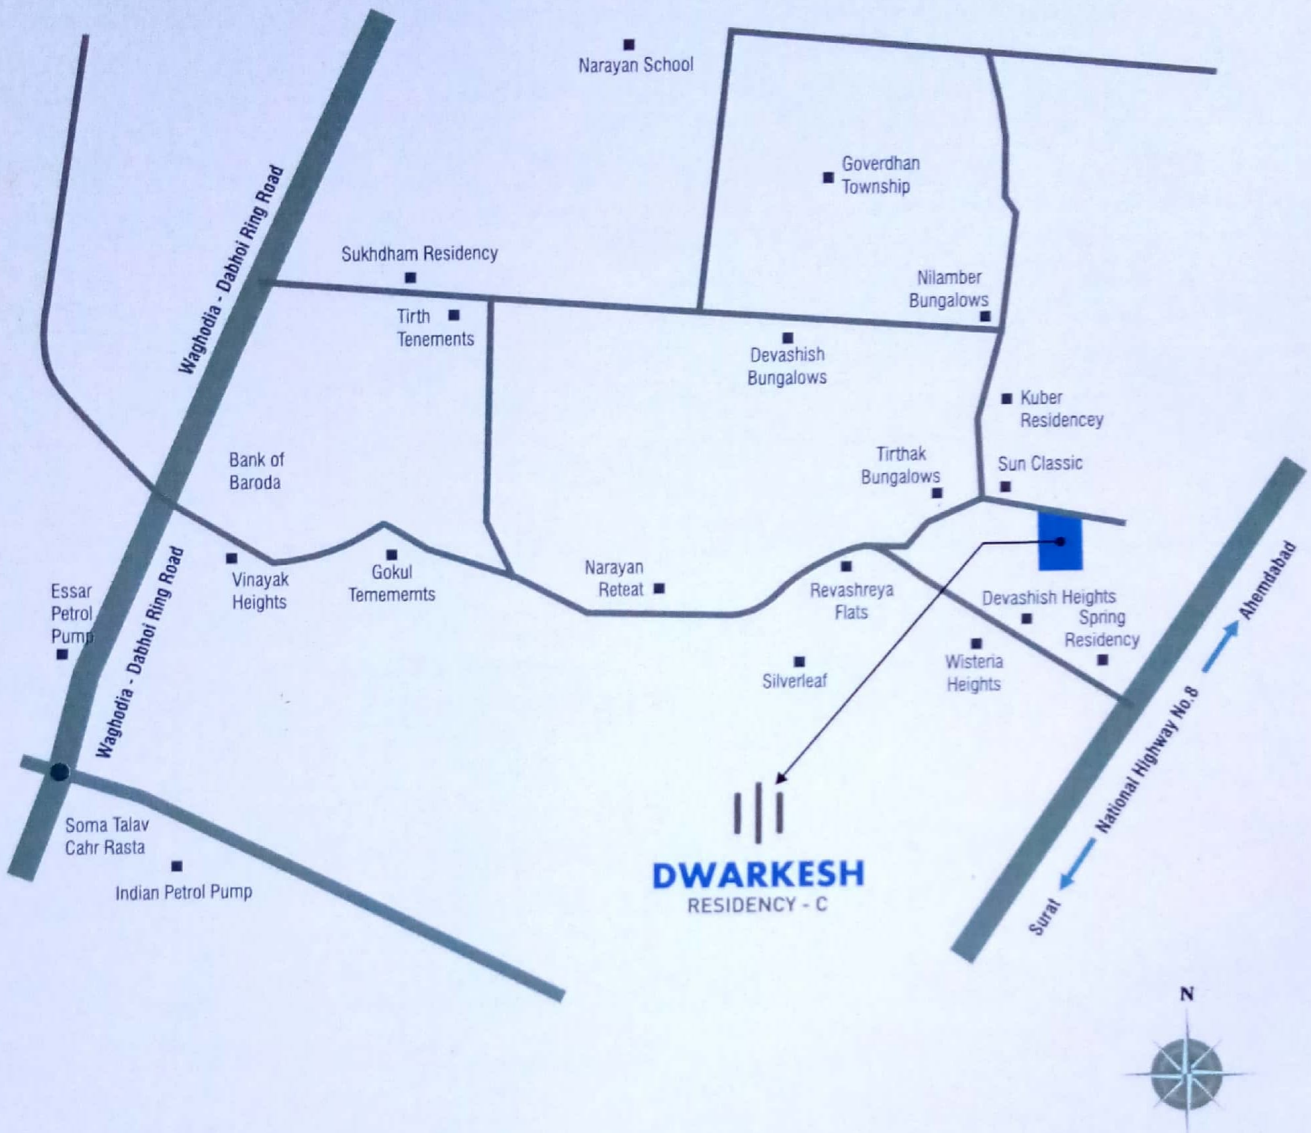 Narayan School
Goverdhan
Township
Waghodia - Dabhoi Ring Road
Sukhdham Residency
Tirth
Tenements
Nilamber
Bungalows
Devashish
Bungalows
Kuber
Residencey
Bank of
Baroda
Tirthak
Bungalows
Sun Classic
Essar
Petrol
Pump
Waghodia - Dabhoi Ring Road
Vinayak
Heights
Gokul
Temememts
Narayan
Reteat
Revashreya
Flats
Devashish Heights
Spring
Residency
Wisteria
Heights
Silverleaf
Ahemdabad
National Highway No.8
Surat
Soma Talav
Cahr Rasta
Indian Petrol Pump
DWARKESH
RESIDENCY - C
N